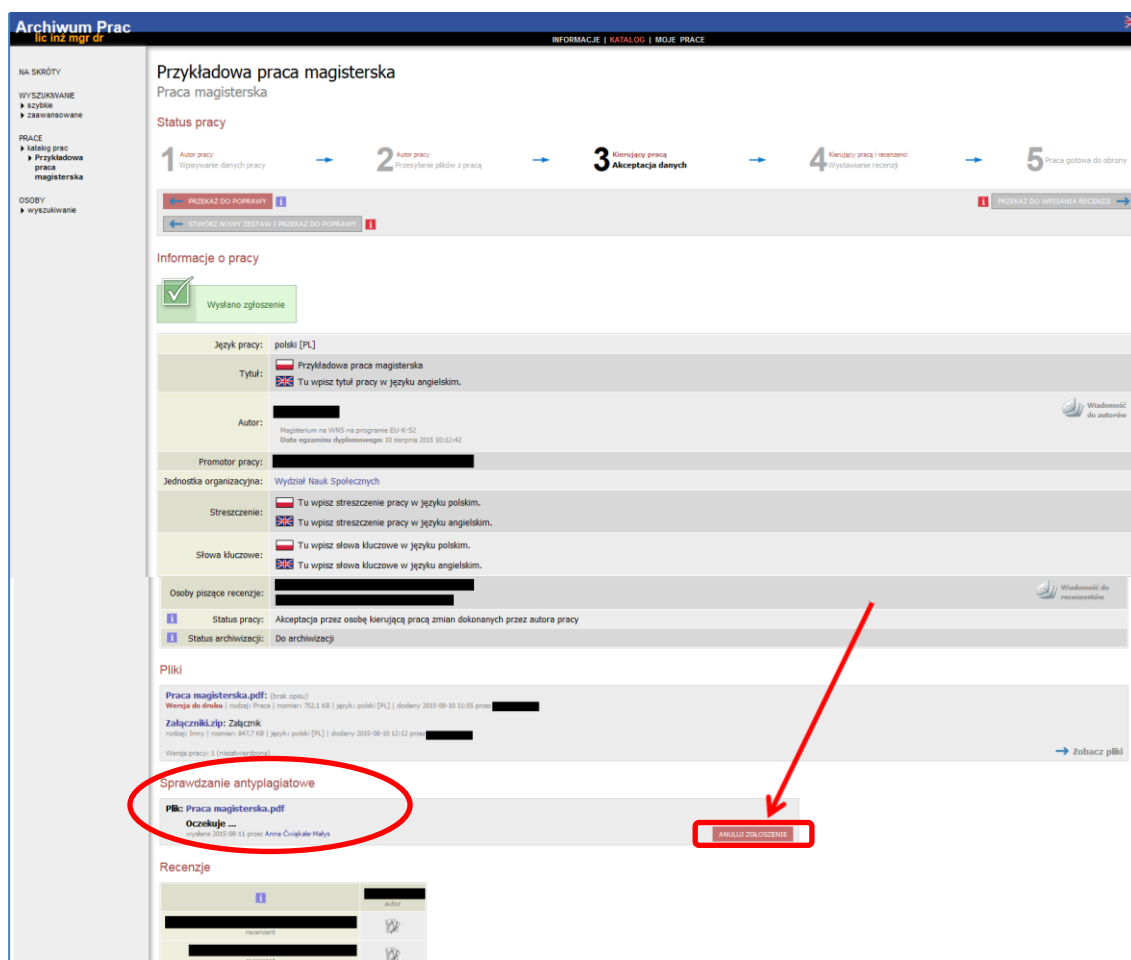 Archiwum Prac
lic inż mgr dr
INFORMACJE | KATALOG | MOJE PRACE
NA SKRÓTY
WYSZUKIWANIE
szybkie
zaawansowane
PRACE
katalog prac
Przykładowa
praca
magisterska
OSOBY
wyszukiwanie
Przykładowa praca magisterska
Praca magisterska
Status pracy
1 Autor pracy
Wpisywanie danych pracy
2 Autor pracy
Przesyłanie plików z pracą
3 Kierujący pracą
Akceptacja danych
4 Kierujący pracą i recenzenci
Wystawianie recenzji
5 Praca gotowa do obrony
PRZEKAŻ DO POPRAWY i
i PRZEKAŻ DO WPISANIA RECENZJI
STWÓRZ NOWY ZESTAW I PRZEKAŻ DO POPRAWY i
Informacje o pracy
Wysłano zgłoszenie
Język pracy: polski [PL]
Tytuł:
Przykładowa praca magisterska
Tu wpisz tytuł pracy w języku angielskim.
Autor:
Wiadomość
do autorów
Magisterium na WNS na programie EU-K-S2
Data egzaminu dyplomowego: 10 sierpnia 2015 10:12:42
Promotor pracy:
Jednostka organizacyjna: Wydział Nauk Społecznych
Streszczenie:
Tu wpisz streszczenie pracy w języku polskim.
Tu wpisz streszczenie pracy w języku angielskim.
Słowa kluczowe:
Tu wpisz słowa kluczowe w języku polskim.
Tu wpisz słowa kluczowe w języku angielskim.
Osoby piszące recenzje:
Wiadomość do
recenzentów
i Status pracy: Akceptacja przez osobę kierującą pracą zmian dokonanych przez autora pracy
i Status archiwizacji: Do archiwizacji
Pliki
Praca magisterska.pdf: (brak opisu)
Wersja do druku | rodzaj: Praca | rozmiar: 752,1 KB | język: polski [PL] | dodany 2015-08-10 11:55 przez
Załączniki.zip: Załącznik
rodzaj: Inny | rozmiar: 847,7 KB | język: polski [PL] | dodany 2015-08-10 12:12 przez
Wersja pracy: 1 (niezatwierdzona)
Zobacz pliki
Sprawdzanie antyplagiatowe
Plik: Praca magisterska.pdf
Oczekuje ...
wysłane 2015-08-11 przez Anna Ćwiąkała-Małys
ANULUJ ZGŁOSZENIE
Recenzje
i
autor
recenzent
recenzent